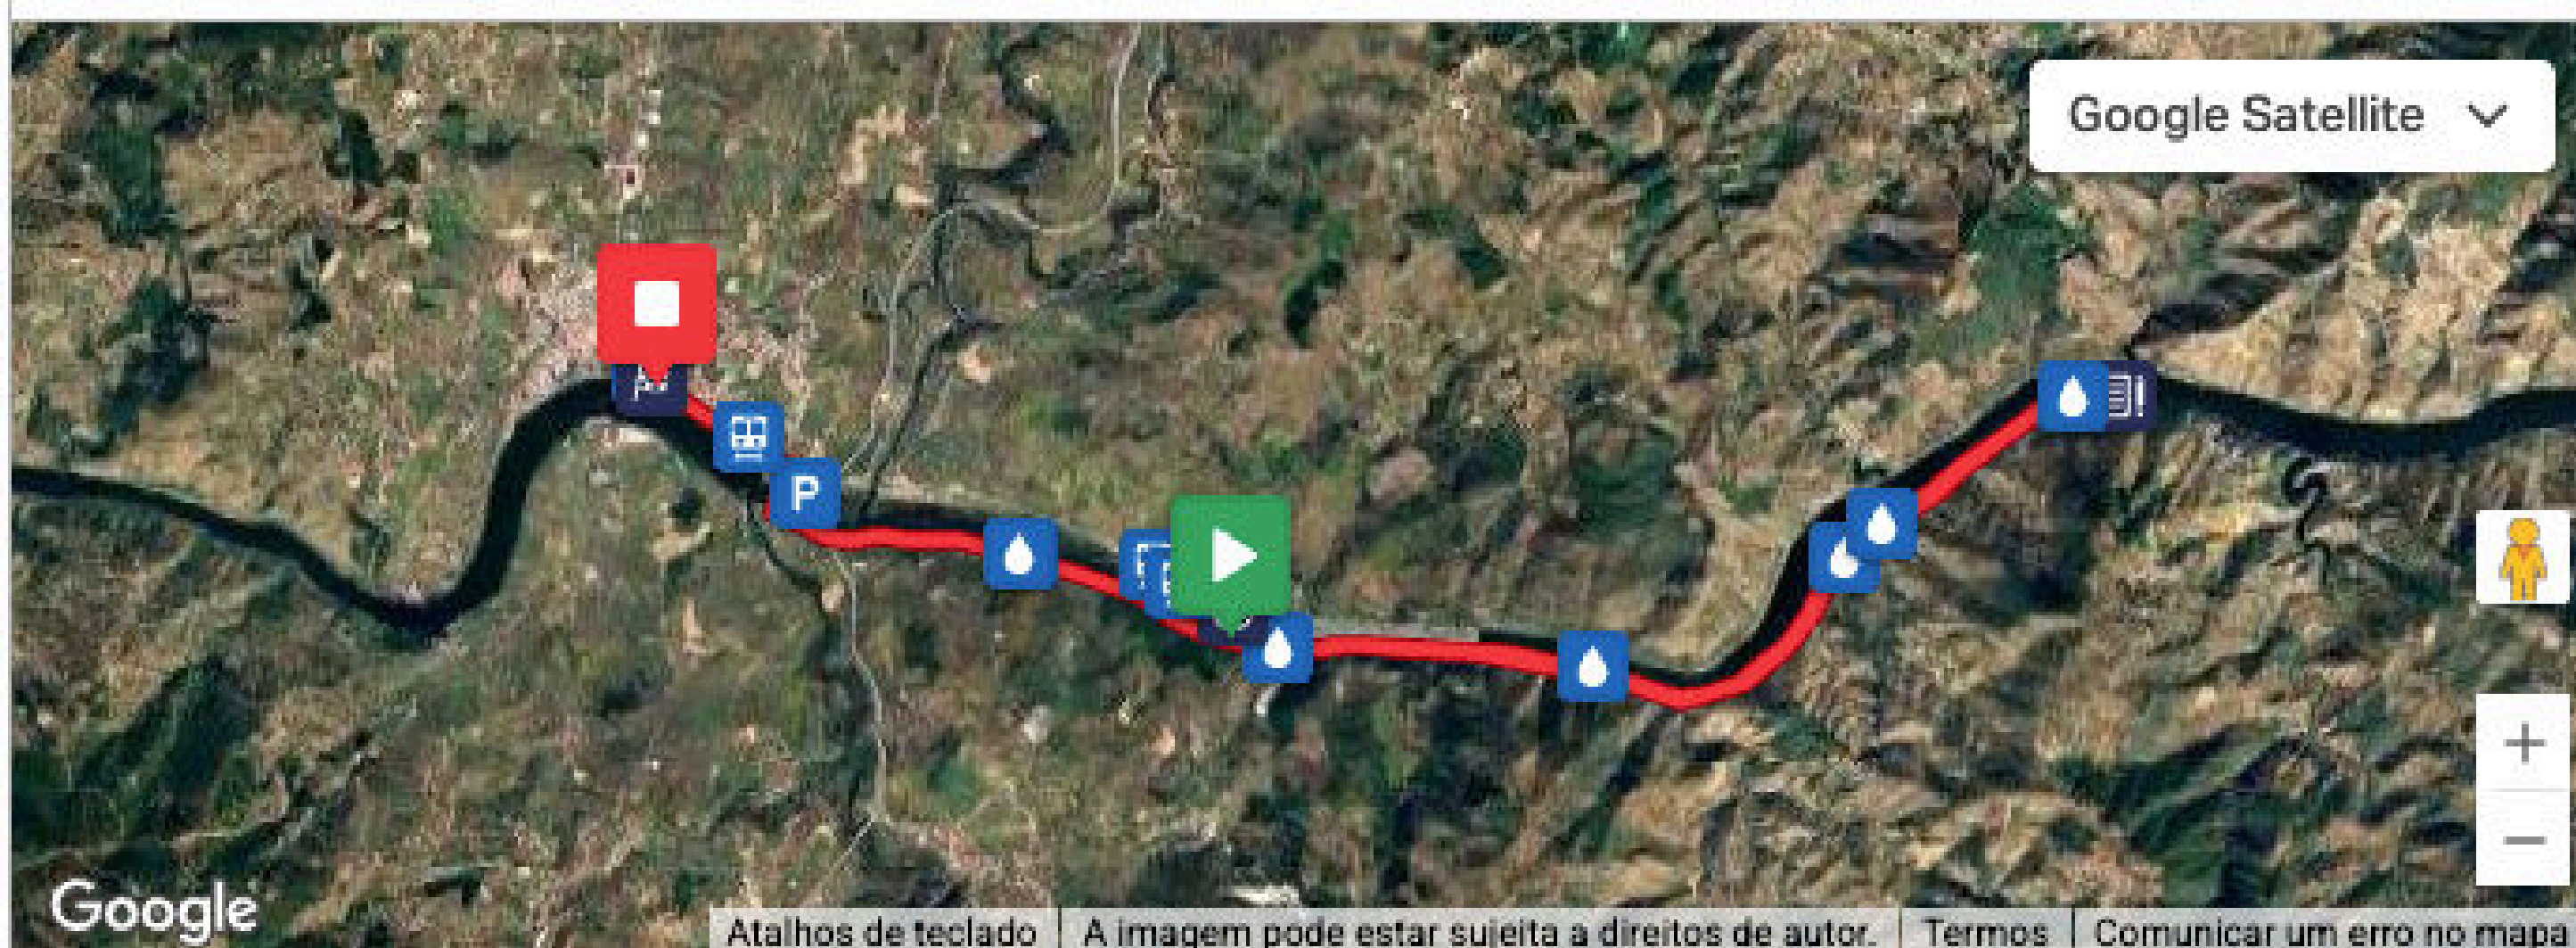 Google Satellite
P
Google
Atalhos de teclado
A imagem pode estar sujeita a direitos de autor.
Termos
Comunicar um erro no mapa